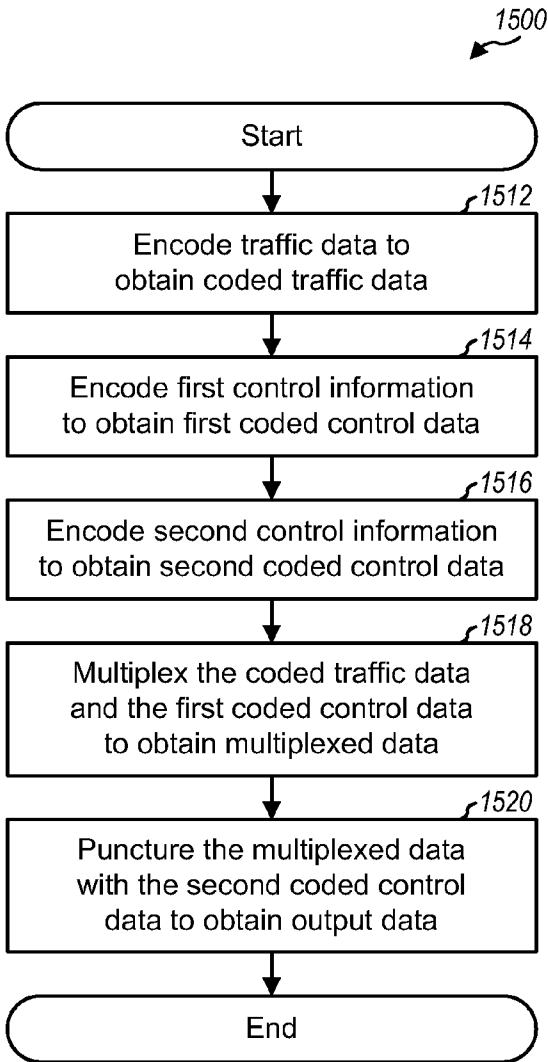 1500
Start
1512
Encode traffic data to
obtain coded traffic data
1514
Encode first control information
to obtain first coded control data
1516
Encode second control information
to obtain second coded control data
1518
Multiplex the coded traffic data
and the first coded control data
to obtain multiplexed data
1520
Puncture the multiplexed data
with the second coded control
data to obtain output data
End